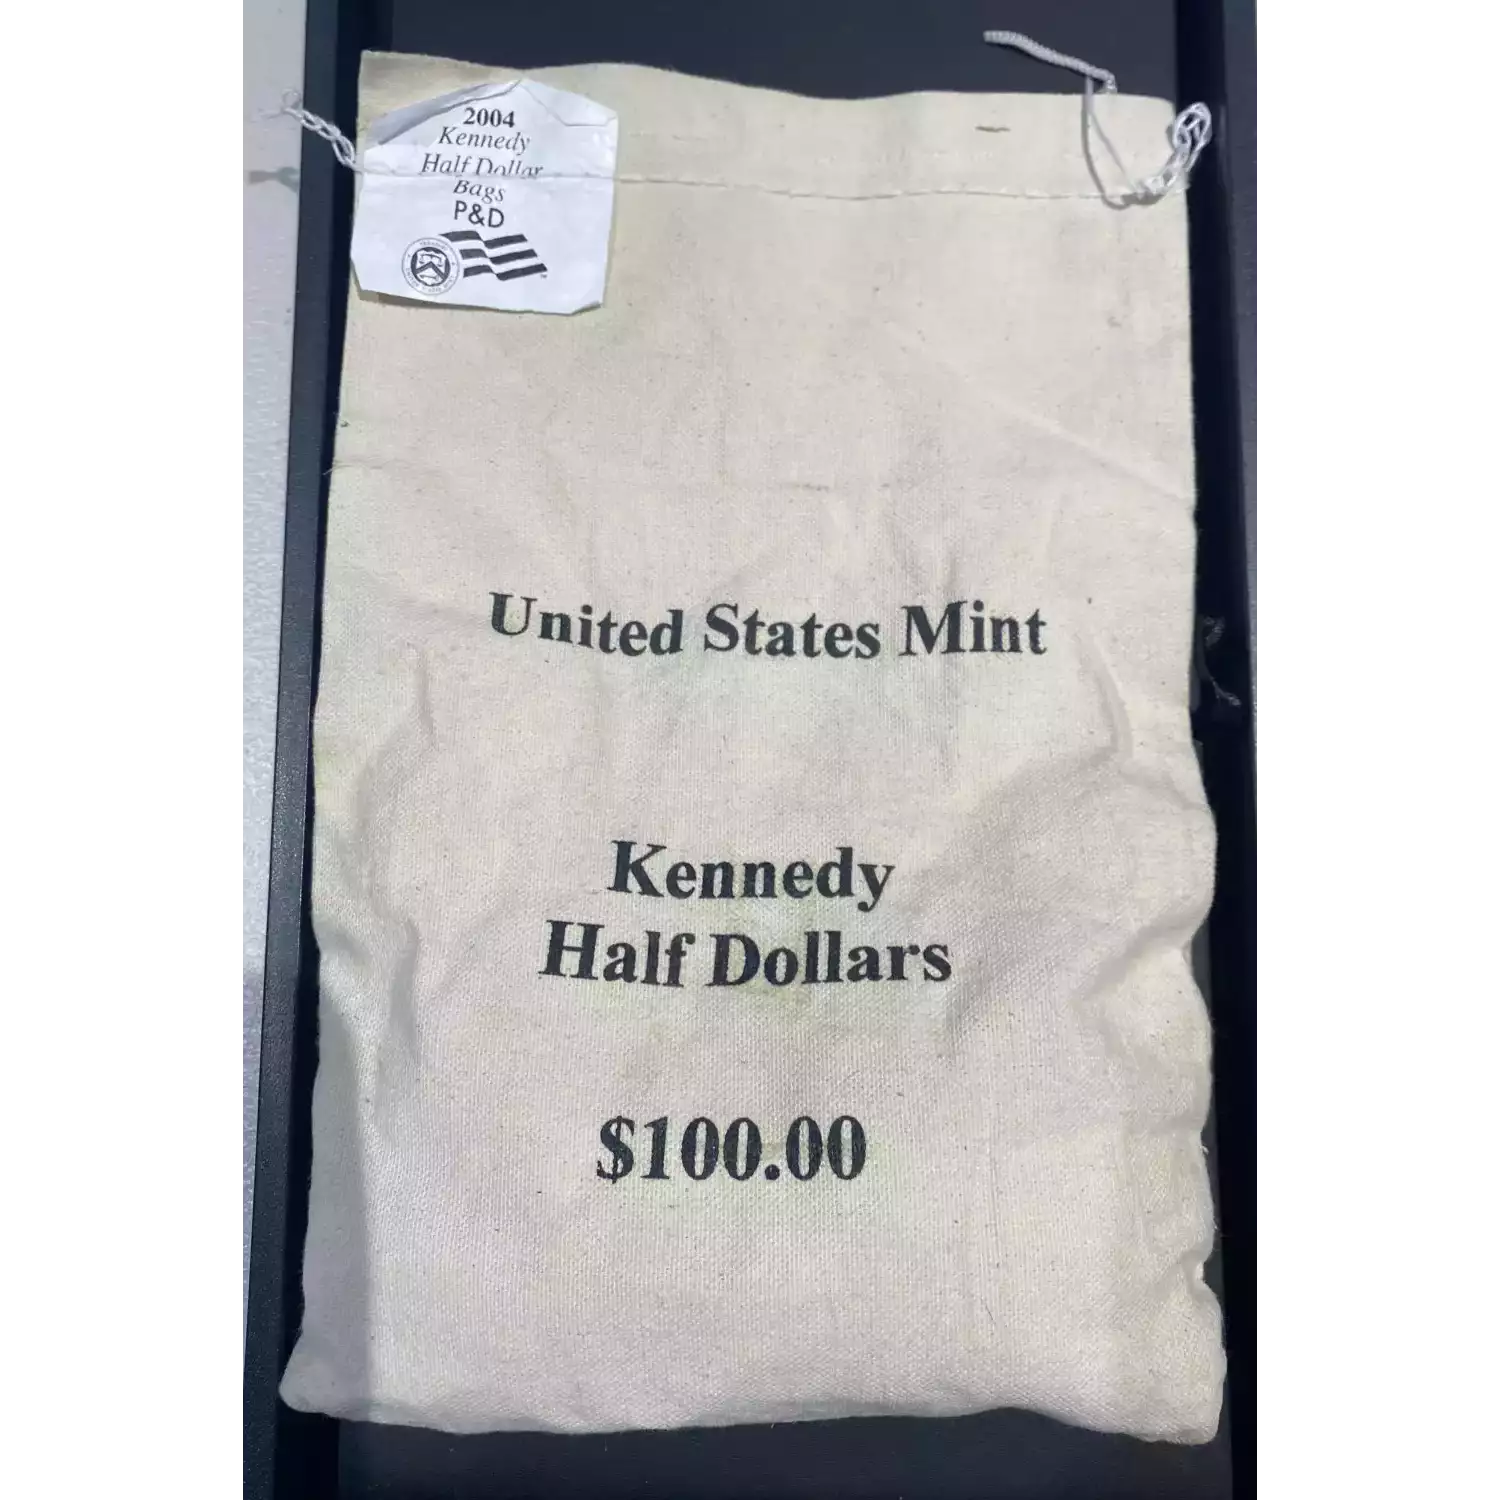 2004
Kennedy
Half Dollar
Bags
P&D
United States Mint
Kennedy
Half Dollars
$100.00